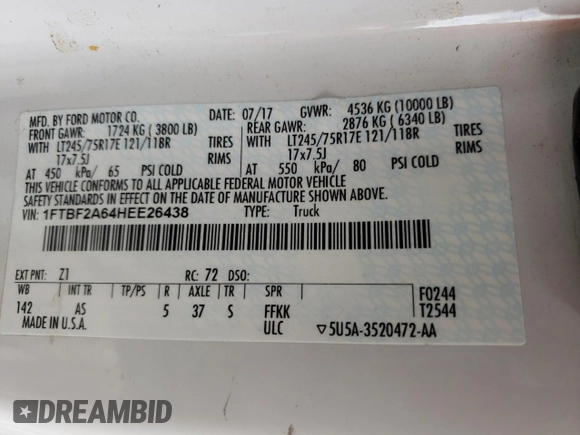 MFD. BY FORD MOTOR CO.
DATE: 07/17 GVWR: 4536 KG (10000 LB)
FRONT GAWR: 1724 KG ( 3800 LB)
REAR GAWR: 2876 KG ( 6340 LB)
WITH LT245/75R17E 121/118R TIRES
WITH LT245/75R17E 121/118R TIRES
17x7.5J RIMS
17x7.5J RIMS
AT 450 kPa/ 65 PSI COLD
AT 550 kPa/ 80 PSI COLD
THIS VEHICLE CONFORMS TO ALL APPLICABLE FEDERAL MOTOR VEHICLE
SAFETY STANDARDS IN EFFECT ON THE DATE OF MANUFACTURE SHOWN ABOVE.
VIN: 1FTBF2A64HEE26438 TYPE: Truck
EXT PNT: Z1 RC: 72 DSO:
WB INT TR TP/PS R AXLE TR SPR F0244
142 AS 5 37 S FFKK T2544
MADE IN U.S.A. ULC ▽5U5A-3520472-AA
DREAMBID